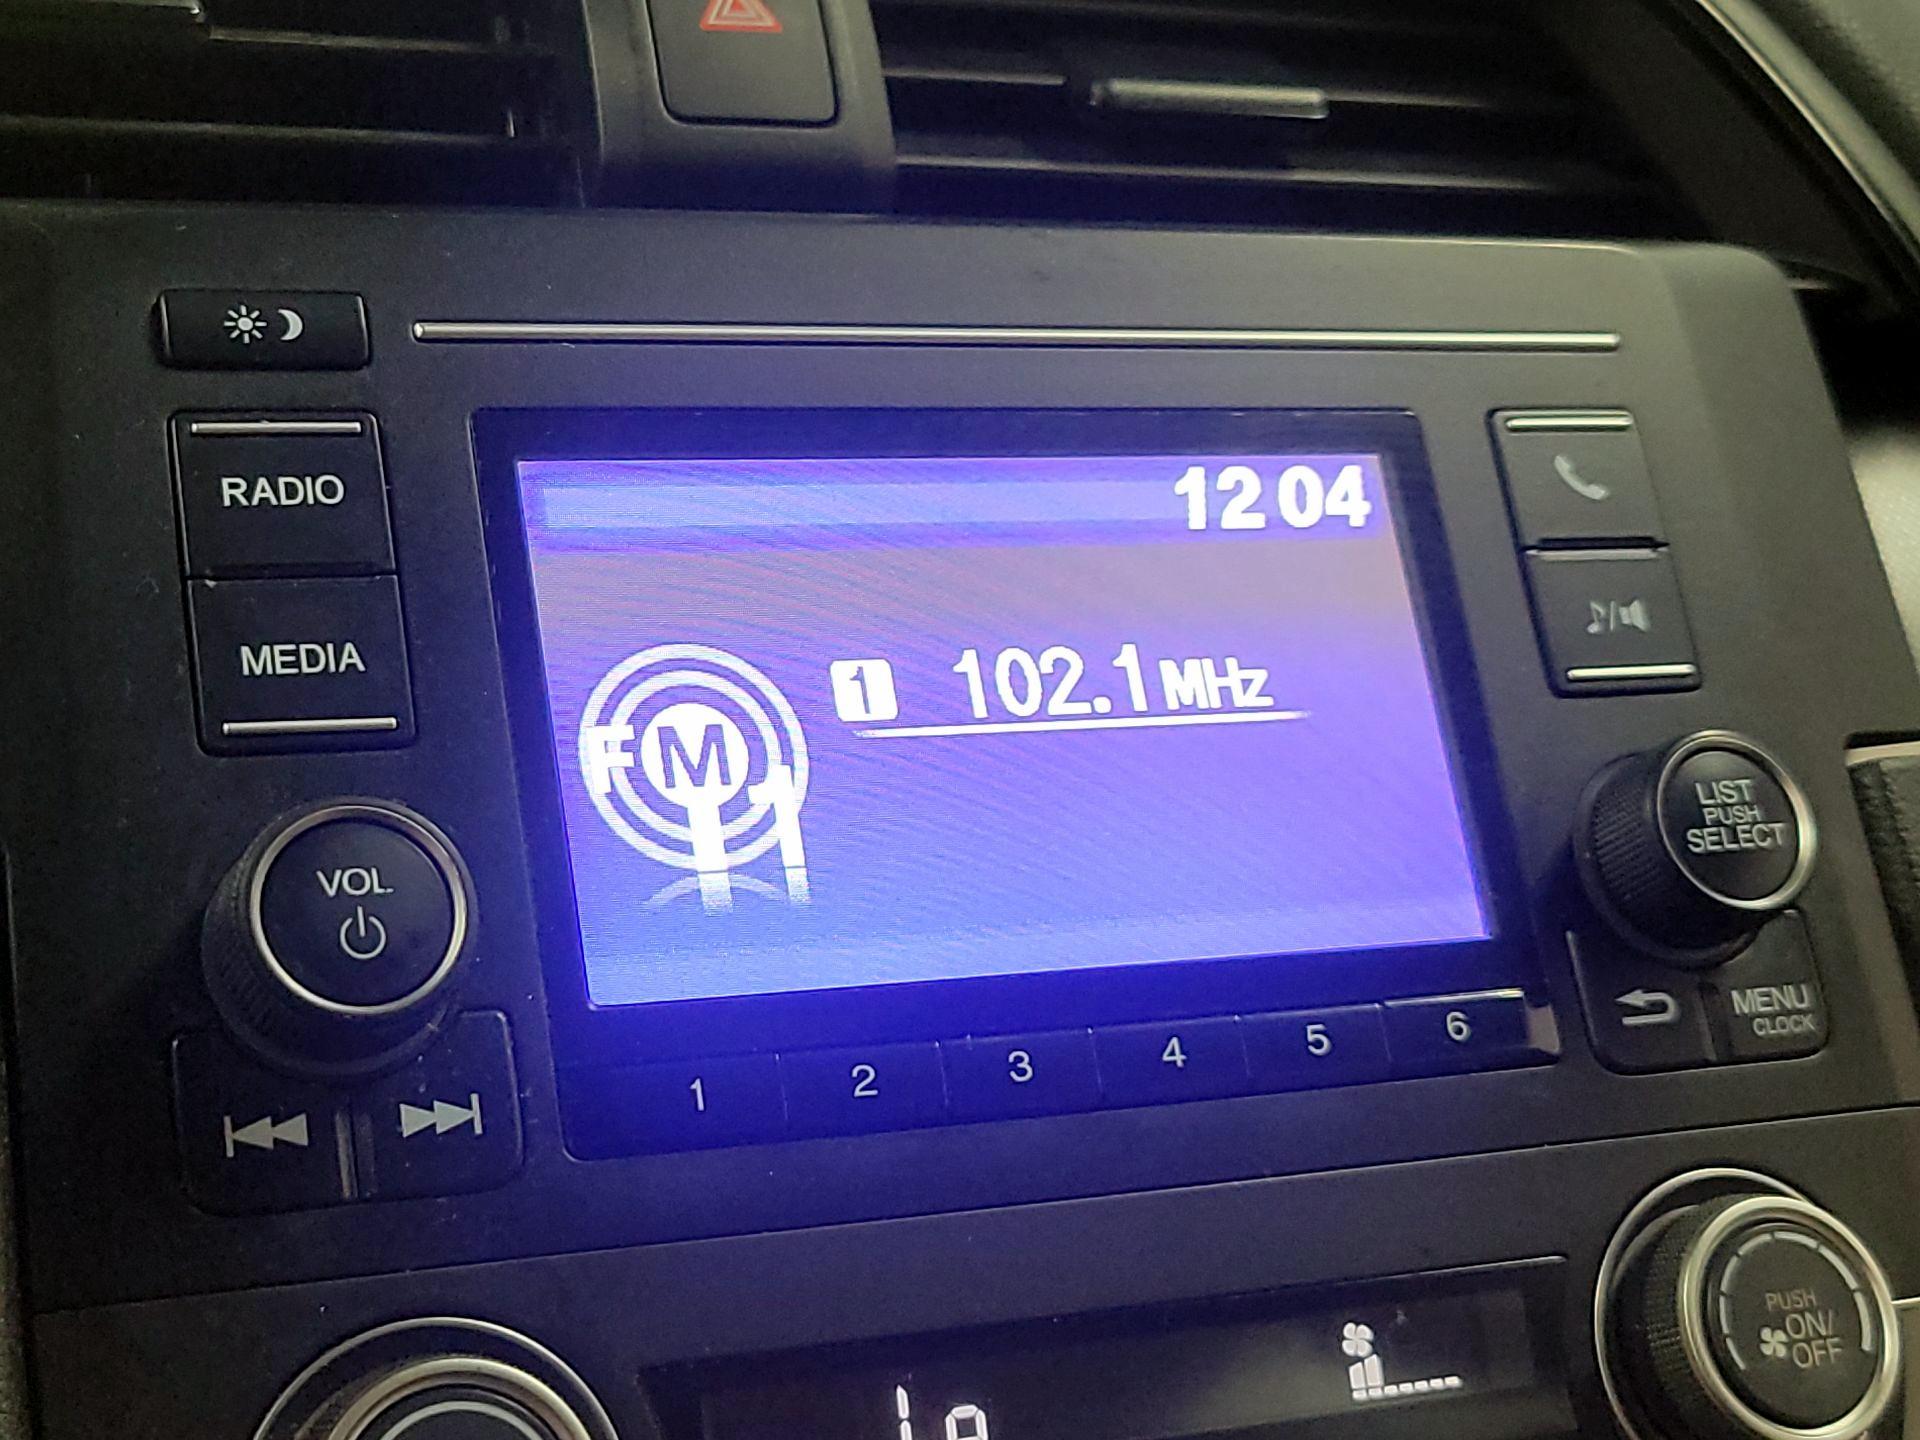 RADIO
MEDIA
VOL
12 04
FM
1
1 102.1 MHz
LIST
PUSH
SELECT
MENU
CLOCK
1 2 3 4 5 6
PUSH
ON/
OFF